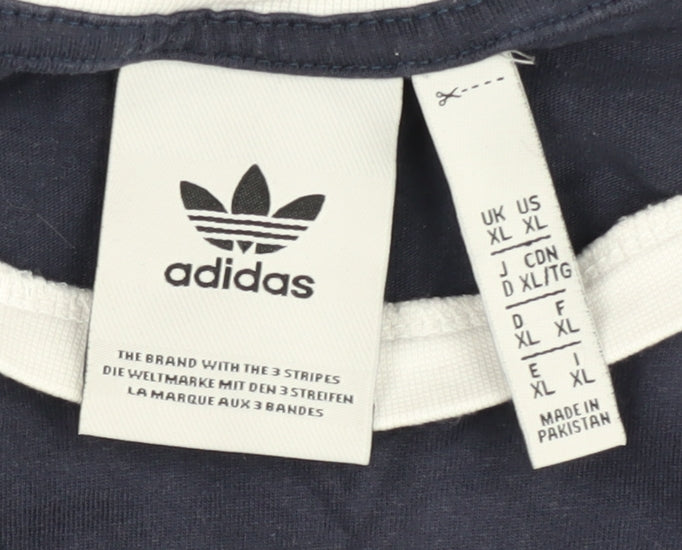 adidas
THE BRAND WITH THE 3 STRIPES
DIE WELTMARKE MIT DEN 3 STREIFEN
LA MARQUE AUX 3 BANDES
UK US
XL XL
J CDN
D XL/TG
D F
XL XL
E I
XL XL
MADE IN
PAKISTAN